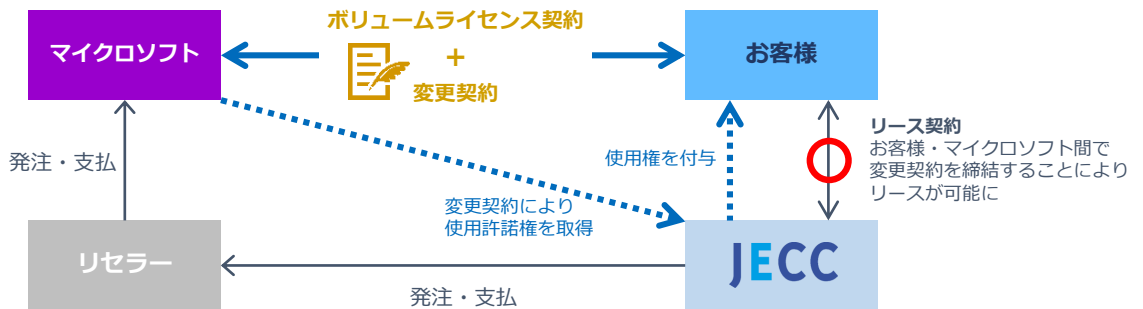 ボリュームライセンス契約
マイクロソフト
+
お客様
変更契約
リース契約
お客様・マイクロソフト間で
変更契約を締結することにより
リースが可能に
発注・支払
使用権を付与
変更契約により
使用許諾権を取得
リセラー
JECC
発注・支払